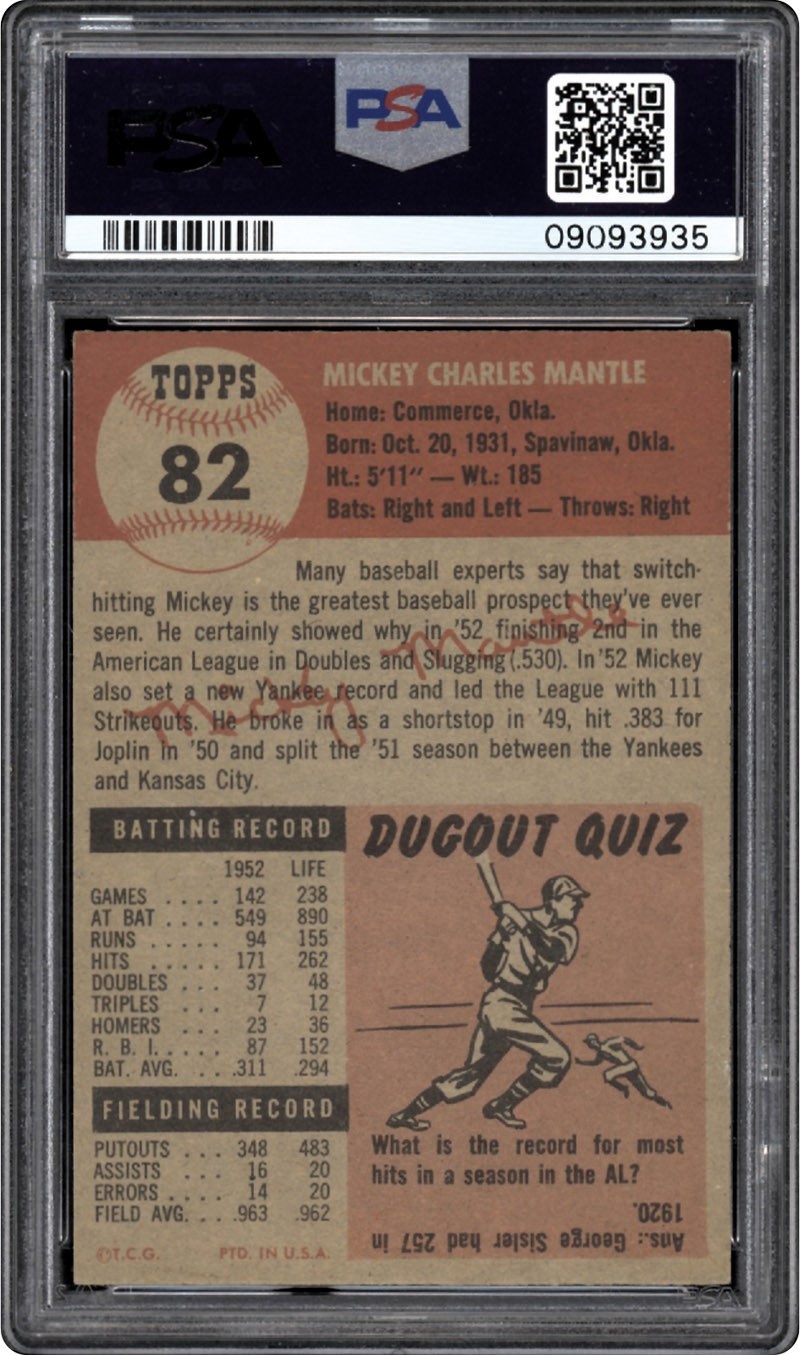 PSA
PSA
09093935
TOPPS
82
MICKEY CHARLES MANTLE
Home: Commerce, Okla.
Born: Oct. 20, 1931, Spavinaw, Okla.
Ht.: 5'11" — Wt.: 185
Bats: Right and Left — Throws: Right
Many baseball experts say that switch-
hitting Mickey is the greatest baseball prospect they've ever
seen. He certainly showed why in '52 finishing 2nd in the
American League in Doubles and Slugging (.530). In '52 Mickey
also set a new Yankee record and led the League with 111
Strikeouts. He broke in as a shortstop in '49, hit .383 for
Joplin in '50 and split the '51 season between the Yankees
and Kansas City.
Mickey Mantle
BATTING RECORD
1952 LIFE
GAMES .... 142 238
AT BAT .... 549 890
RUNS ..... 94 155
HITS ..... 171 262
DOUBLES ... 37 48
TRIPLES ... 7 12
HOMERS ... 23 36
R. B. I. .... 87 152
BAT. AVG. ... .311 .294
FIELDING RECORD
PUTOUTS ... 348 483
ASSISTS ... 16 20
ERRORS .... 14 20
FIELD AVG. ... .963 .962
©T.C.G. PTD. IN U.S.A.
DUGOUT QUIZ
What is the record for most
hits in a season in the AL?
Ans.: George Sisler had 257 in
1920.
PSA